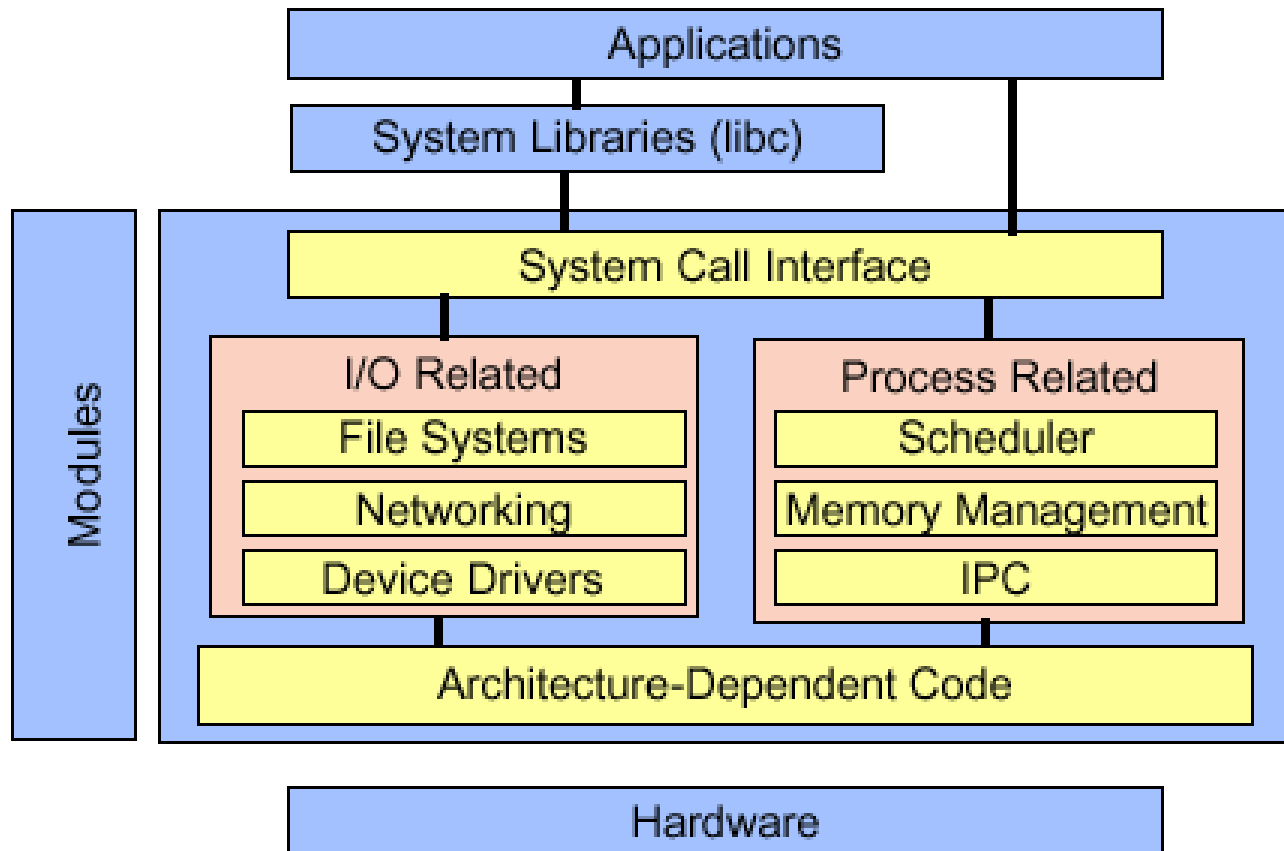 Applications
System Libraries (libc)
System Call Interface
Modules
I/O Related
File Systems
Networking
Device Drivers
Process Related
Scheduler
Memory Management
IPC
Architecture-Dependent Code
Hardware